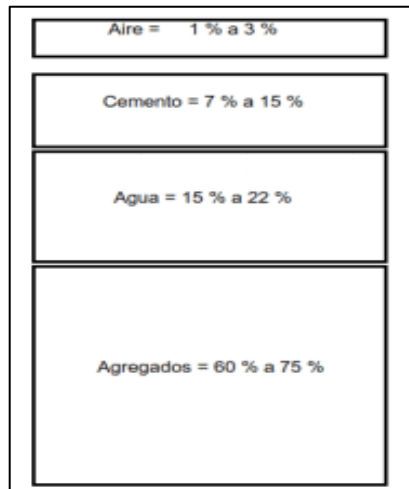 Aire = 1 % a 3 %
Cemento = 7 % a 15 %
Agua = 15 % a 22 %
Agregados = 60 % a 75 %